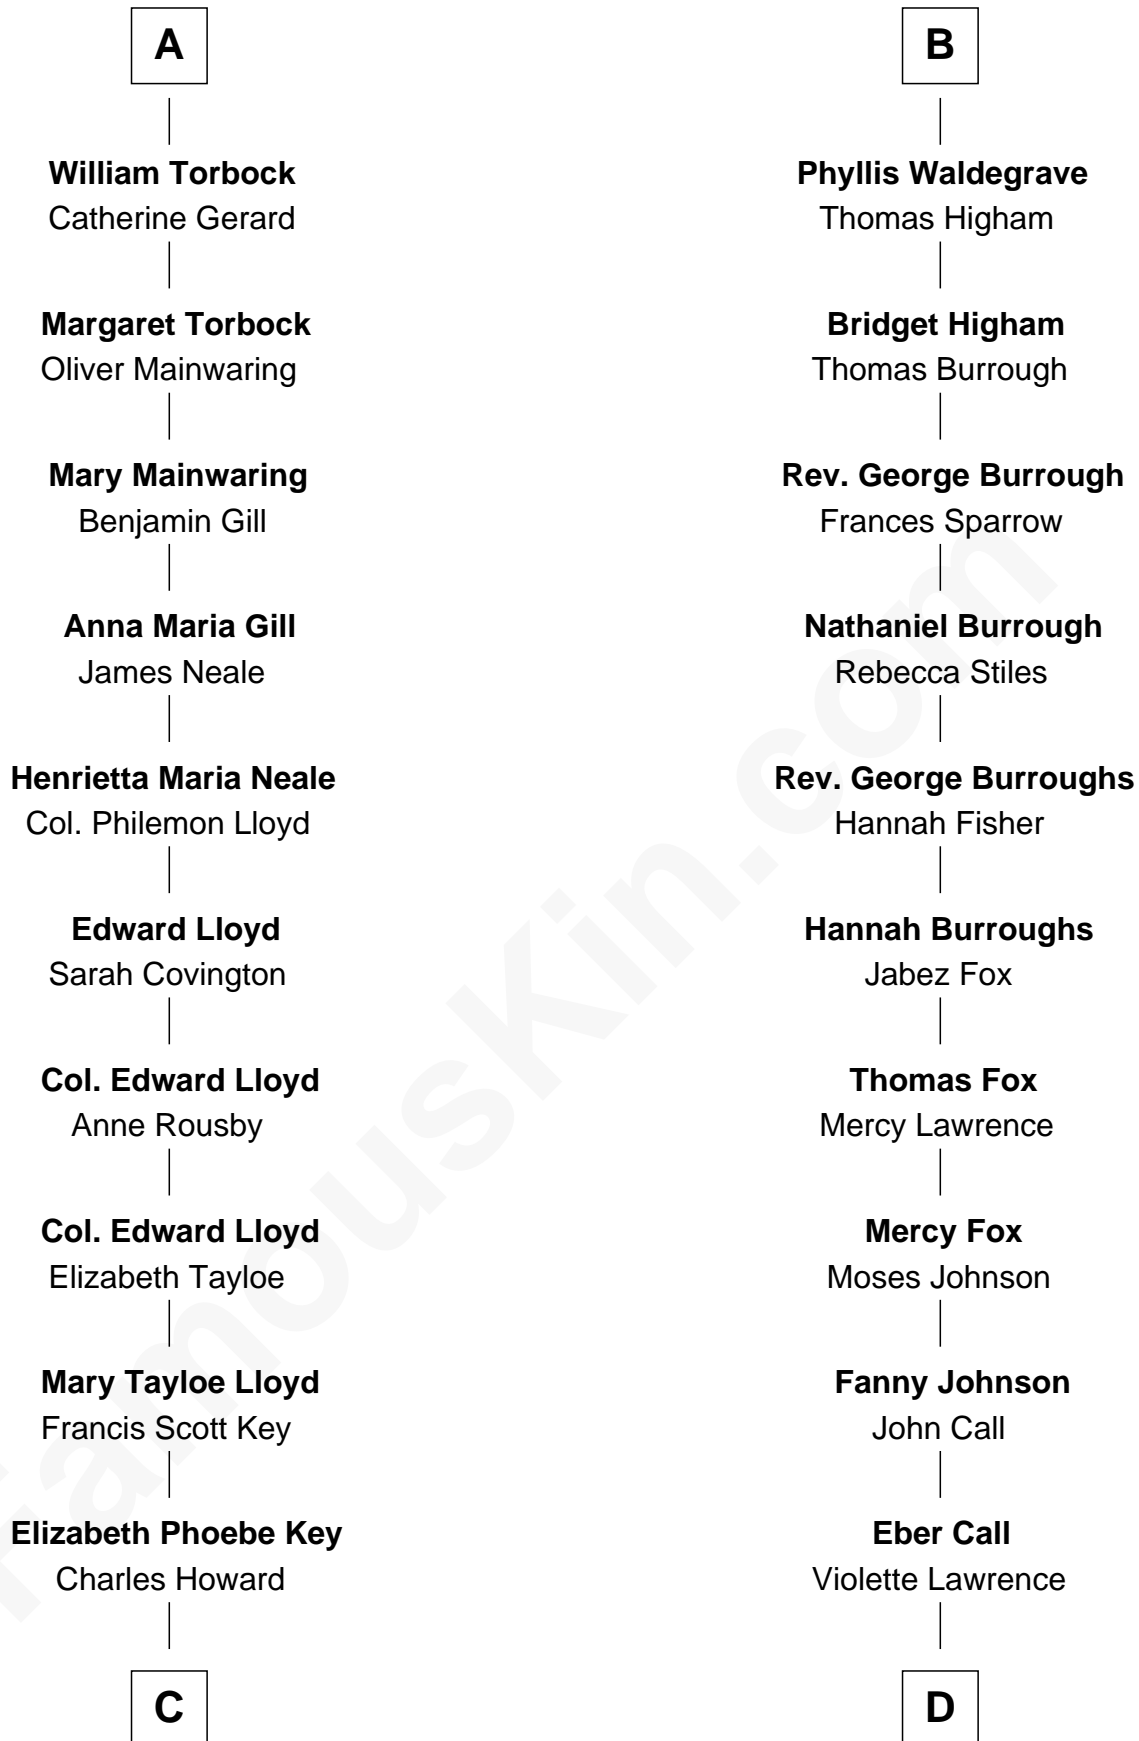 A
William Torbock
Catherine Gerard
Margaret Torbock
Oliver Mainwaring
Mary Mainwaring
Benjamin Gill
Anna Maria Gill
James Neale
Henrietta Maria Neale
Col. Philemon Lloyd
Edward Lloyd
Sarah Covington
Col. Edward Lloyd
Anne Rousby
Col. Edward Lloyd
Elizabeth Tayloe
Mary Tayloe Lloyd
Francis Scott Key
Elizabeth Phoebe Key
Charles Howard
C
B
Phyllis Waldegrave
Thomas Higham
Bridget Higham
Thomas Burrough
Rev. George Burrough
Frances Sparrow
Nathaniel Burrough
Rebecca Stiles
Rev. George Burroughs
Hannah Fisher
Hannah Burroughs
Jabez Fox
Thomas Fox
Mercy Lawrence
Mercy Fox
Moses Johnson
Fanny Johnson
John Call
Eber Call
Violette Lawrence
D
FamousKin.com